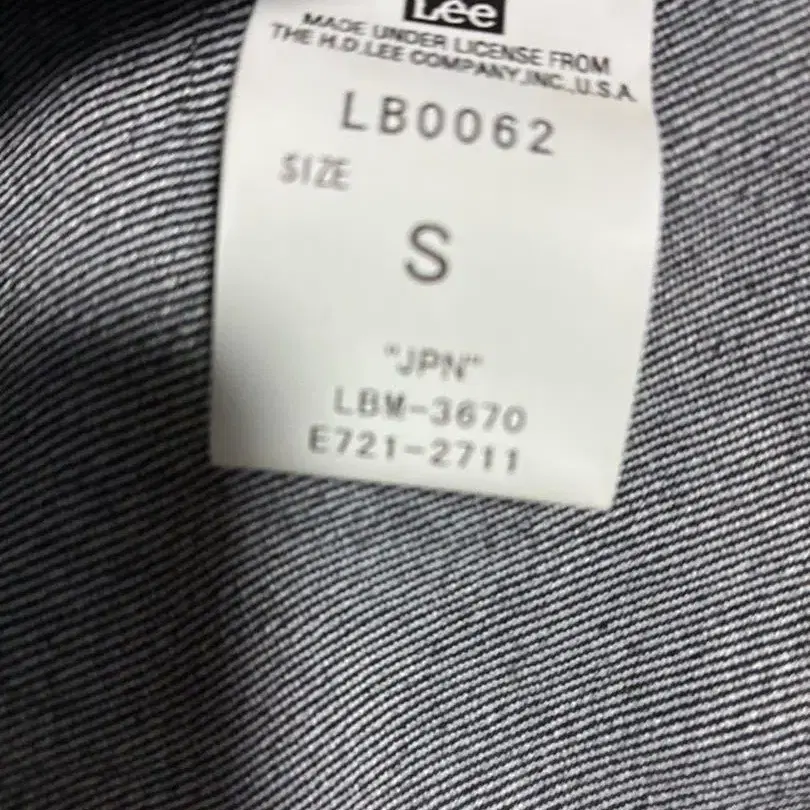 Lee
MADE UNDER LICENSE FROM
THE H.D.LEE COMPANY,INC.,U.S.A.
LB0062
SIZE
S
"JPN"
LBM-3670
E721-2711